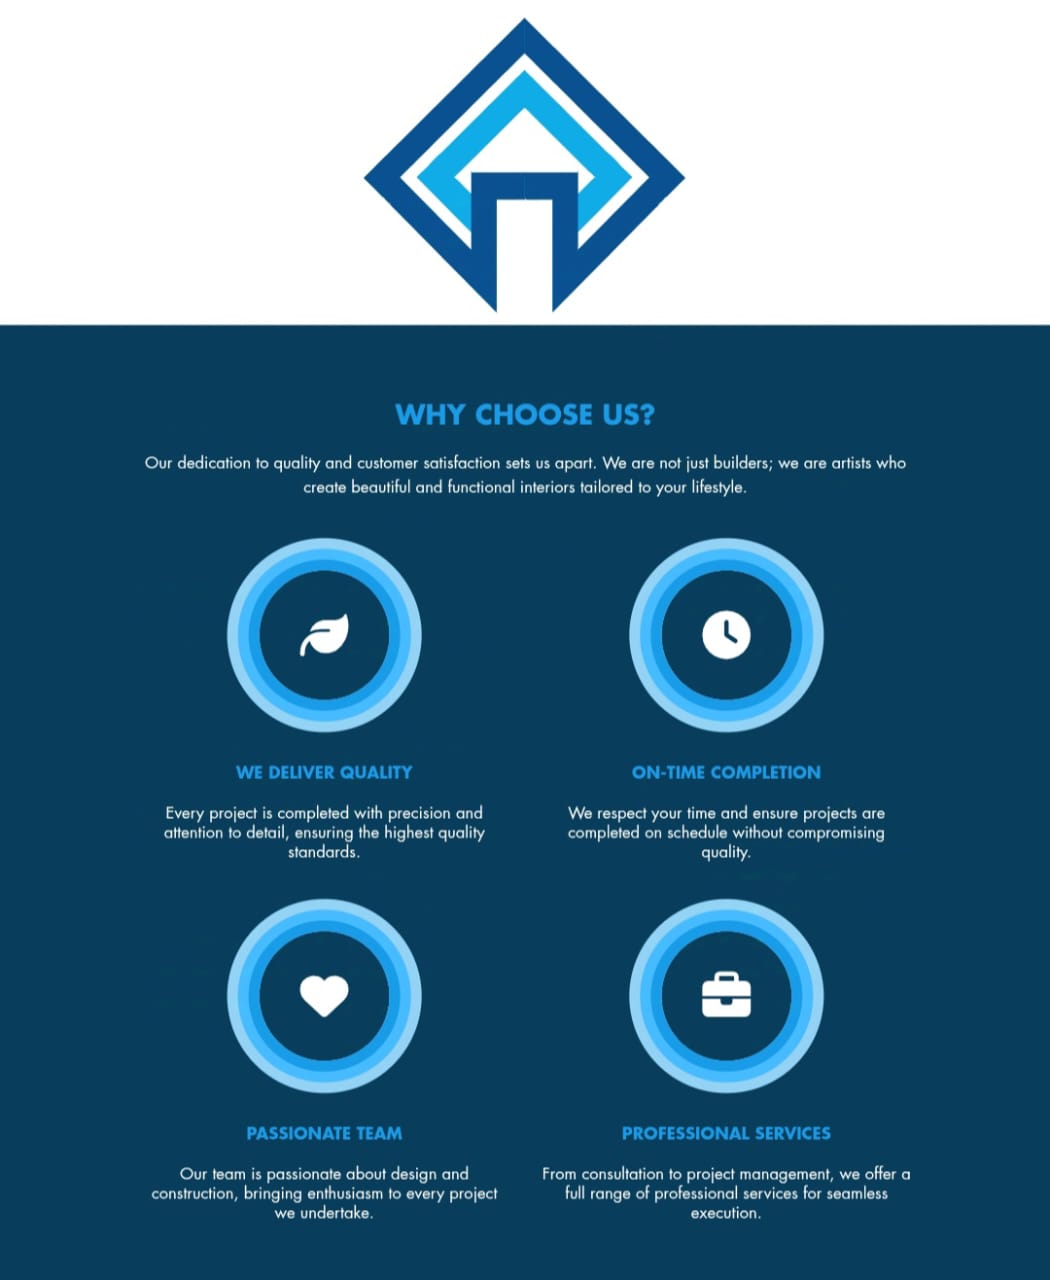 WHY CHOOSE US?
Our dedication to quality and customer satisfaction sets us apart. We are not just builders; we are artists who
create beautiful and functional interiors tailored to your lifestyle.
WE DELIVER QUALITY
Every project is completed with precision and
attention to detail, ensuring the highest quality
standards.
ON-TIME COMPLETION
We respect your time and ensure projects are
completed on schedule without compromising
quality.
PASSIONATE TEAM
Our team is passionate about design and
construction, bringing enthusiasm to every project
we undertake.
PROFESSIONAL SERVICES
From consultation to project management, we offer a
full range of professional services for seamless
execution.